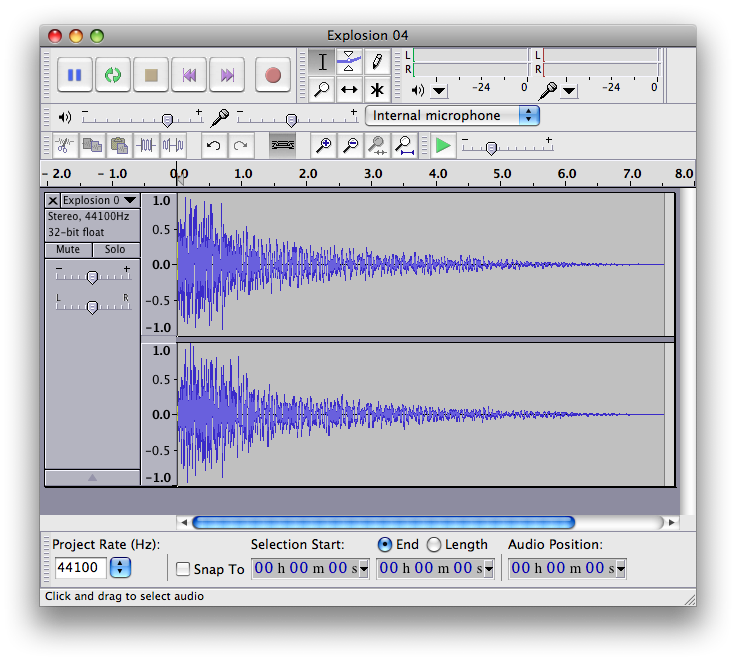 Explosion 04
L
R
-24
0
L
R
-24
0
- +
- +
Internal microphone
- +
- 2.0 - 1.0 0.0 1.0 2.0 3.0 4.0 5.0 6.0 7.0 8.0
X Explosion 0
Stereo, 44100Hz
32-bit float
Mute Solo
- +
L R
1.0
0.5
0.0
-0.5
-1.0
1.0
0.5
0.0
-0.5
-1.0
Project Rate (Hz):
Selection Start:
End
Length
Audio Position:
44100
Snap To
00 h 00 m 00 s
00 h 00 m 00 s
00 h 00 m 00 s
Click and drag to select audio